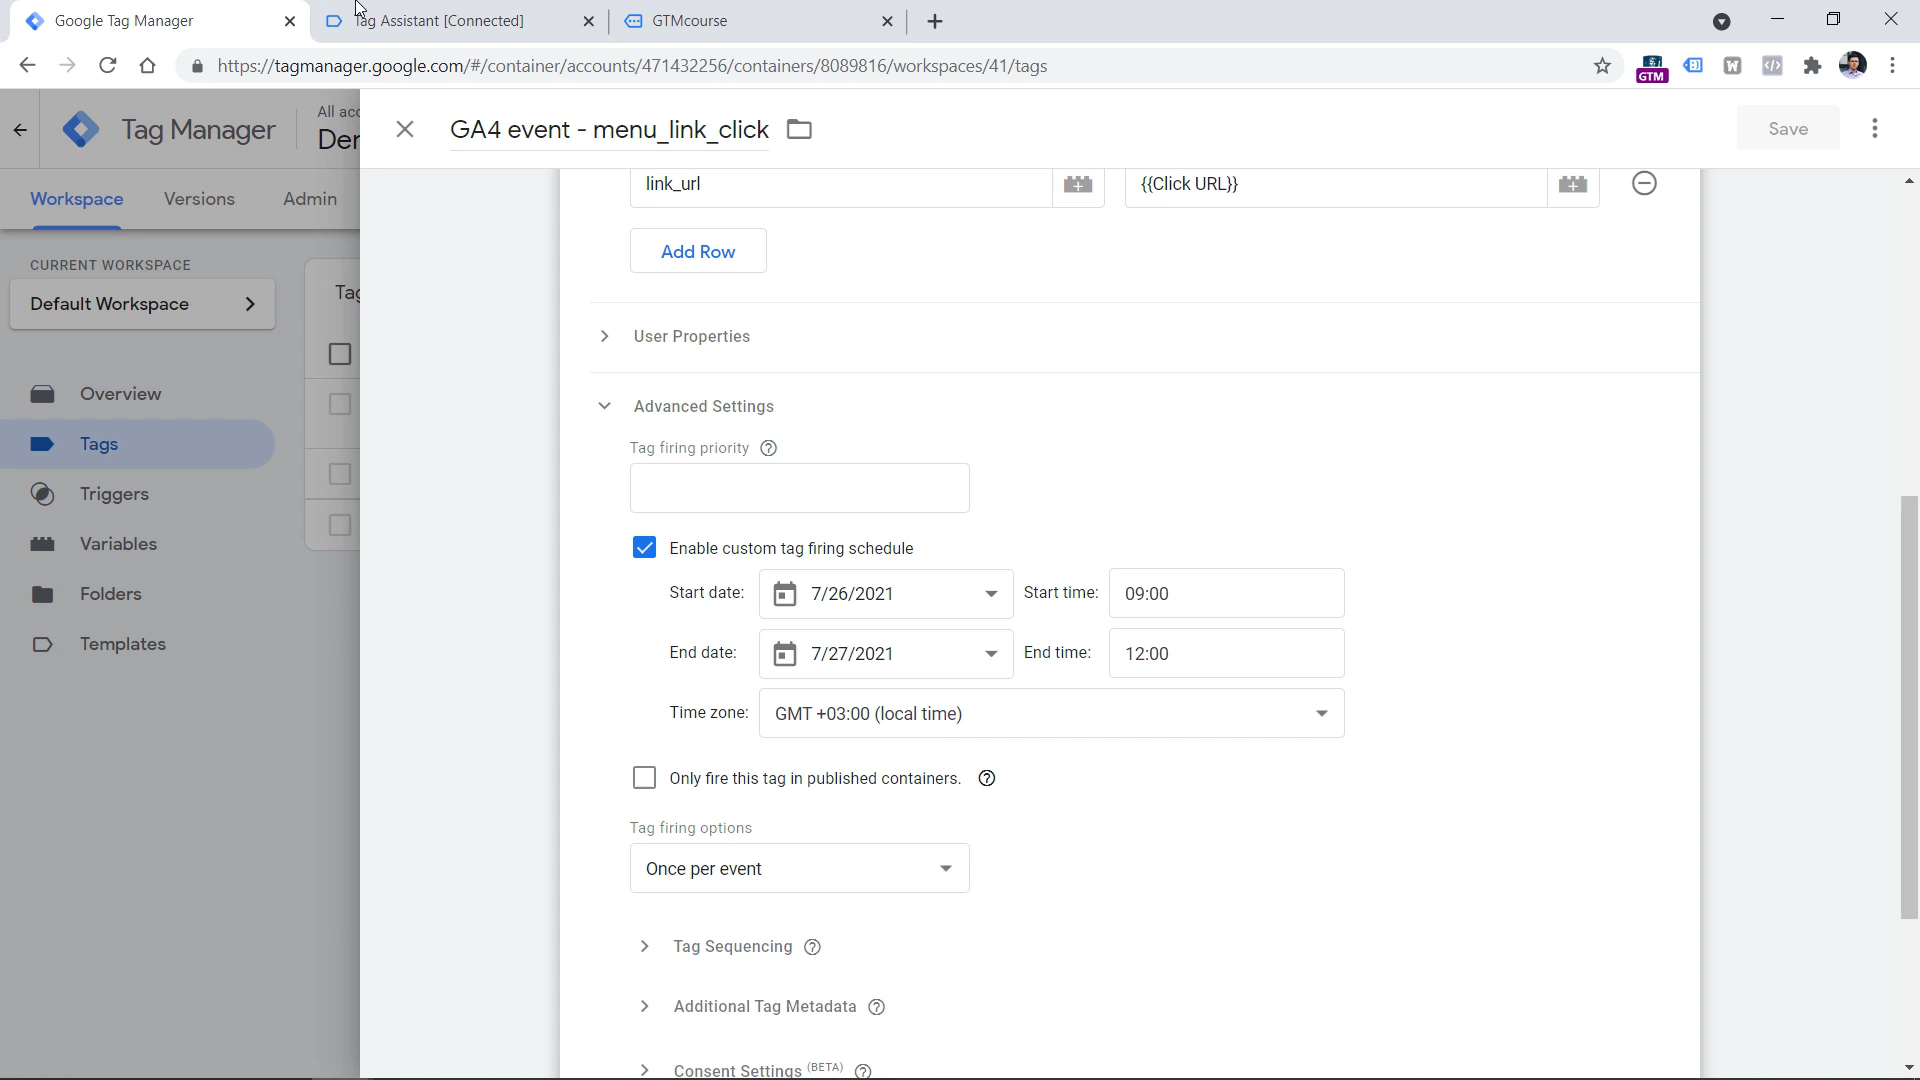 Google Tag Manager
Tag Assistant [Connected]
GTMcourse
https://tagmanager.google.com/#/container/accounts/471432256/containers/8089816/workspaces/41/tags
GTM
Tag Manager
All acc
Der
GA4 event - menu_link_click
Save
Workspace
Versions
Admin
link_url
{{Click URL}}
Add Row
CURRENT WORKSPACE
Default Workspace
Tag
User Properties
Overview
Tags
Triggers
Variables
Folders
Templates
Advanced Settings
Tag firing priority
Enable custom tag firing schedule
Start date: 7/26/2021 Start time: 09:00
End date: 7/27/2021 End time: 12:00
Time zone: GMT +03:00 (local time)
Only fire this tag in published containers.
Tag firing options
Once per event
Tag Sequencing
Additional Tag Metadata
Consent Settings (BETA)